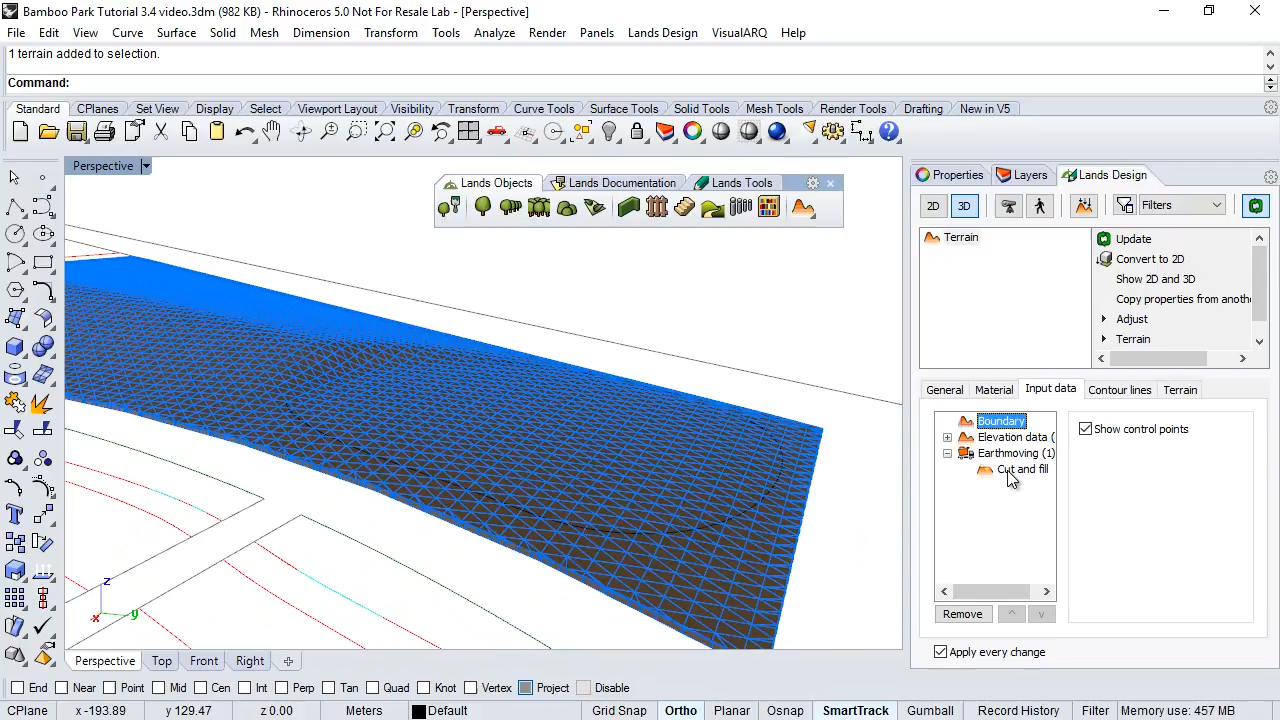 Bamboo Park Tutorial 3.4 video.3dm (982 KB) - Rhinoceros 5.0 Not For Resale Lab - [Perspective]
File Edit View Curve Surface Solid Mesh Dimension Transform Tools Analyze Render Panels Lands Design VisualARQ Help
1 terrain added to selection.
Command:
Standard CPlanes Set View Display Select Viewport Layout Visibility Transform Curve Tools Surface Tools Solid Tools Mesh Tools Render Tools Drafting New in V5
Perspective
Lands Objects Lands Documentation Lands Tools
Properties Layers Lands Design
2D 3D Filters
Terrain
Update
Convert to 2D
Show 2D and 3D
Copy properties from anothe
Adjust
Terrain
General Material Input data Contour lines Terrain
Boundary
Elevation data (
Earthmoving (1)
Cut and fill
Show control points
Remove ^ v
Apply every change
z
x y
Perspective Top Front Right
End Near Point Mid Cen Int Perp Tan Quad Knot Vertex Project Disable
CPlane x -193.89 y 129.47 z 0.00 Meters Default Grid Snap Ortho Planar Osnap SmartTrack Gumball Record History Filter Memory use: 457 MB